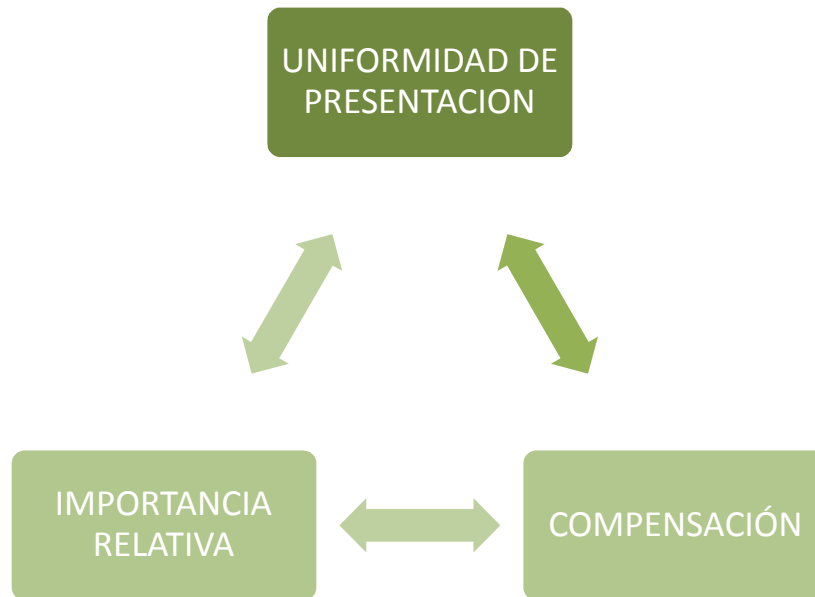 UNIFORMIDAD DE
PRESENTACION
IMPORTANCIA
RELATIVA
COMPENSACIÓN